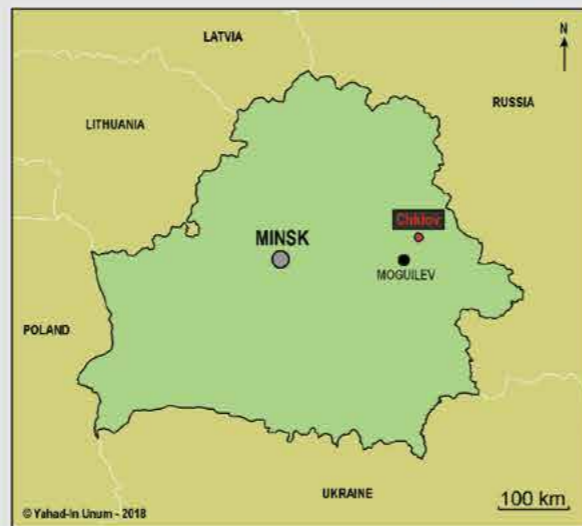 LATVIA
N
RUSSIA
LITHUANIA
Chklov
MINSK
MOGUILEV
POLAND
UKRAINE
100 km
© Yahad-In Unum - 2018